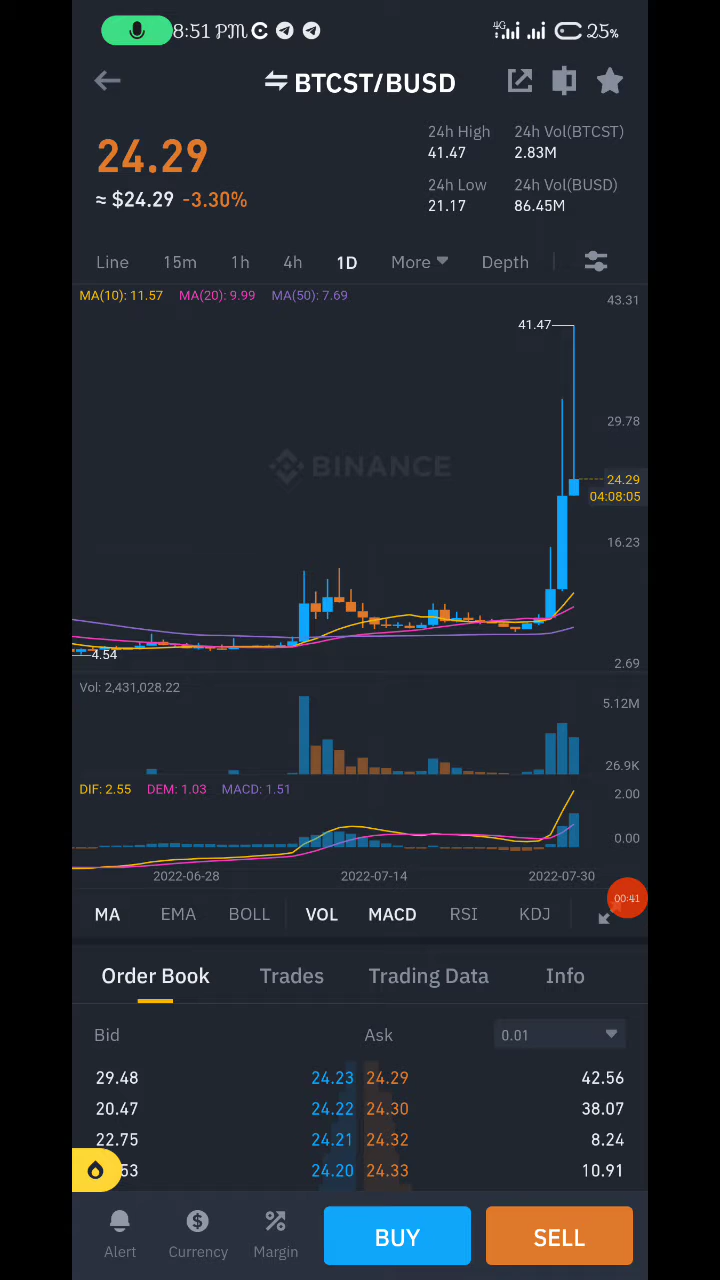 8:51 PM
4G
25%
BTCST/BUSD
24.29
≈ $24.29 -3.30%
24h High
41.47
24h Vol(BTCST)
2.83M
24h Low
21.17
24h Vol(BUSD)
86.45M
Line 15m 1h 4h 1D More Depth
MA(10): 11.57 MA(20): 9.99 MA(50): 7.69
43.31
41.47
29.78
BINANCE
24.29
04:08:05
16.23
4.54
2.69
Vol: 2,431,028.22
5.12M
26.9K
DIF: 2.55 DEM: 1.03 MACD: 1.51
2.00
0.00
2022-06-28 2022-07-14 2022-07-30
00:41
MA EMA BOLL VOL MACD RSI KDJ
Order Book Trades Trading Data Info
Bid Ask 0.01
29.48 24.23 24.29 42.56
20.47 24.22 24.30 38.07
22.75 24.21 24.32 8.24
53 24.20 24.33 10.91
Alert Currency Margin BUY SELL